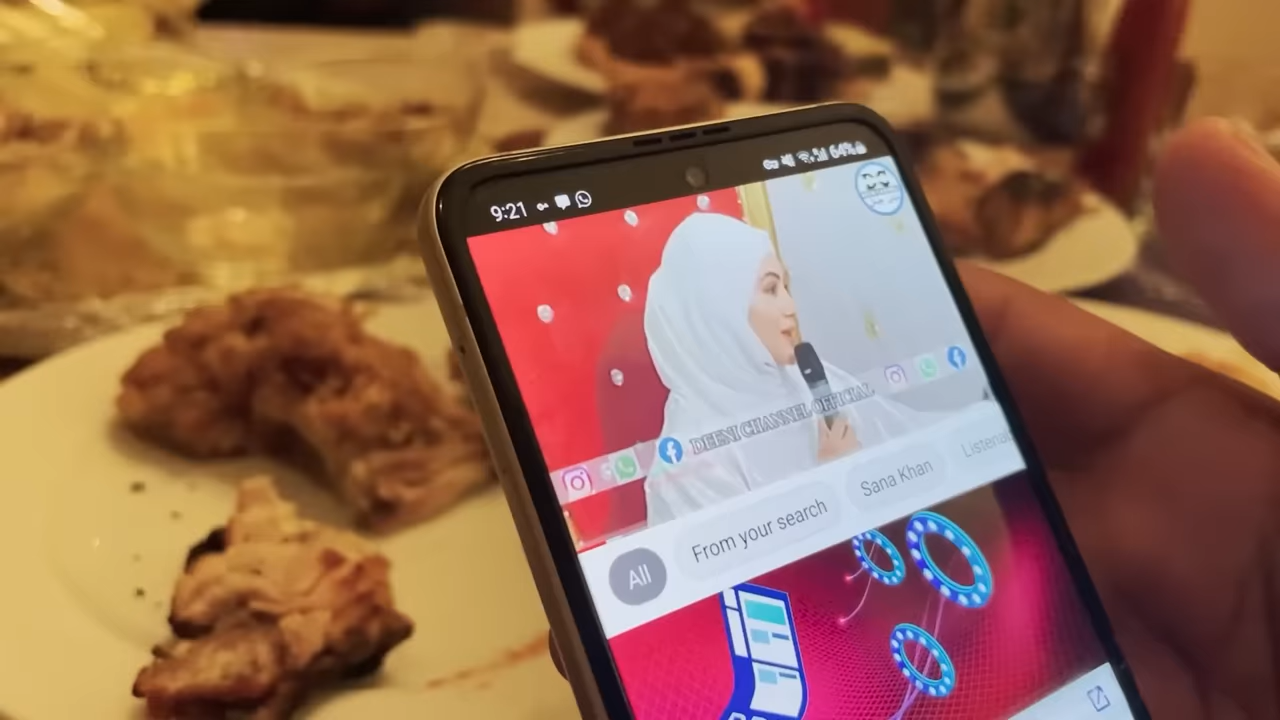 9:21
64%
DEENI CHANNEL OFFICIAL
All
From your search
Sana Khan